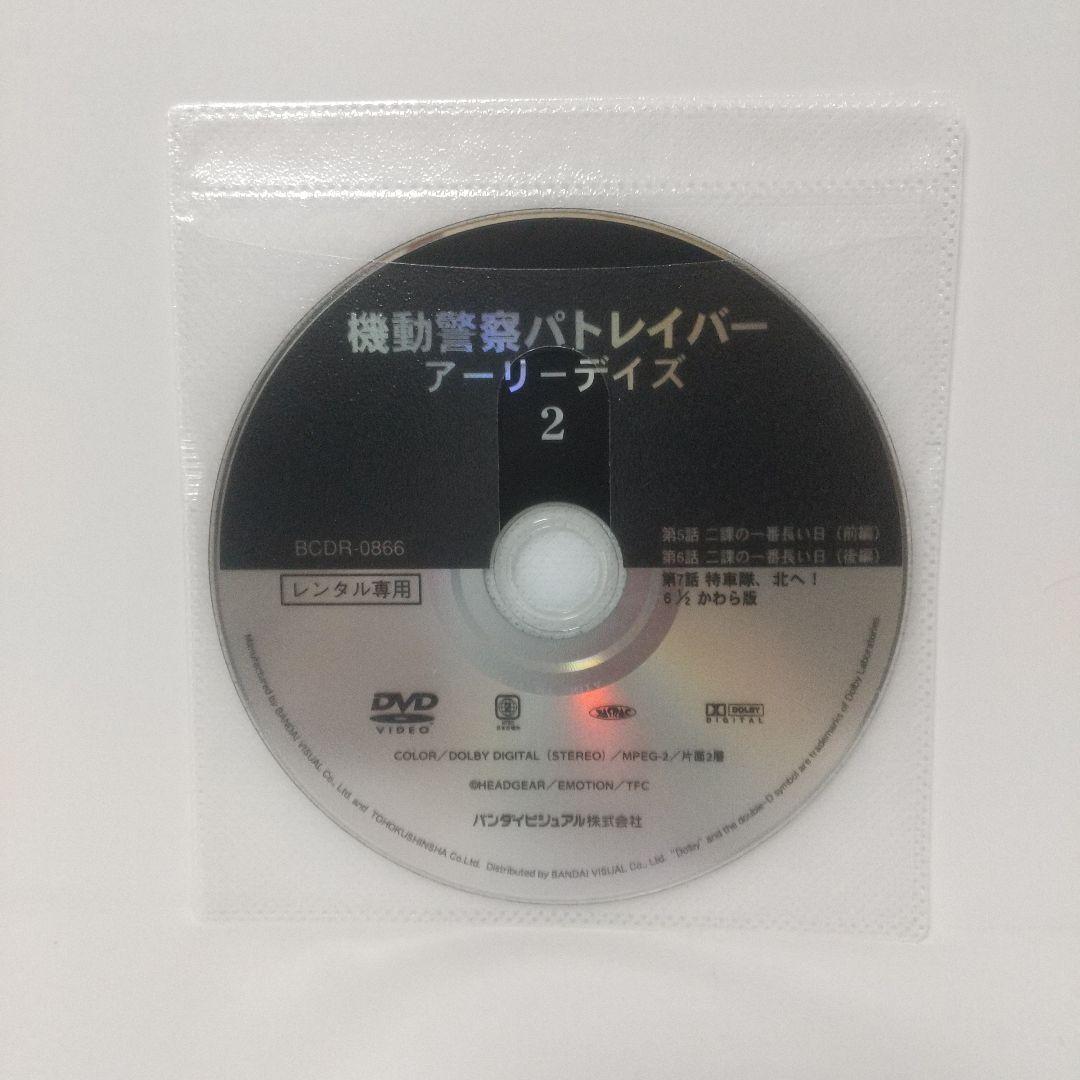 機動警察パトレイバー
アーリーデイズ
2
BCDR-0866
レンタル専用
第5話 二課の一番長い日（前編）
第6話 二課の一番長い日（後編）
第7話 特車隊、北へ！
6 1/2 かわら版
DVD
VIDEO
2
DOLBY
DIGITAL
COLOR／DOLBY DIGITAL（STEREO）／MPEG-2／片面2層
©HEADGEAR／EMOTION／TFC
バンダイビジュアル株式会社
Manufactured by BANDAI VISUAL Co., Ltd. and TOHOKUSHINSHA Co.Ltd. Distributed by BANDAI VISUAL Co., Ltd. "Dolby" and the double-D symbol are trademarks of Dolby Laboratories